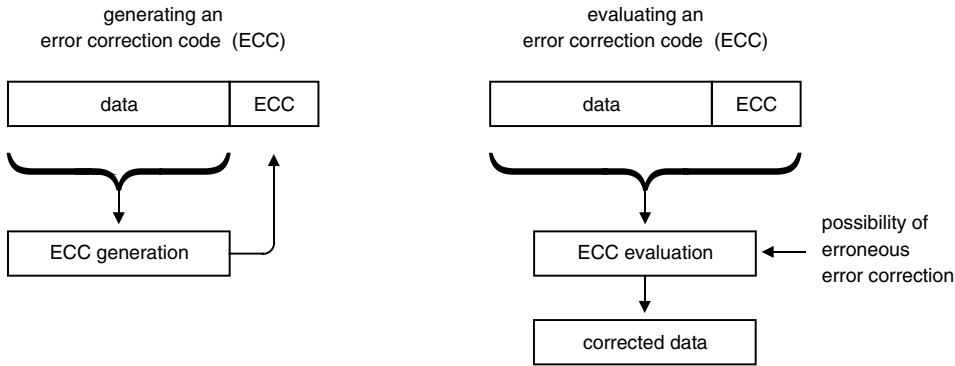 generating an
error correction code (ECC)
data
ECC
ECC generation
evaluating an
error correction code (ECC)
data
ECC
ECC evaluation
possibility of
erroneous
error correction
corrected data